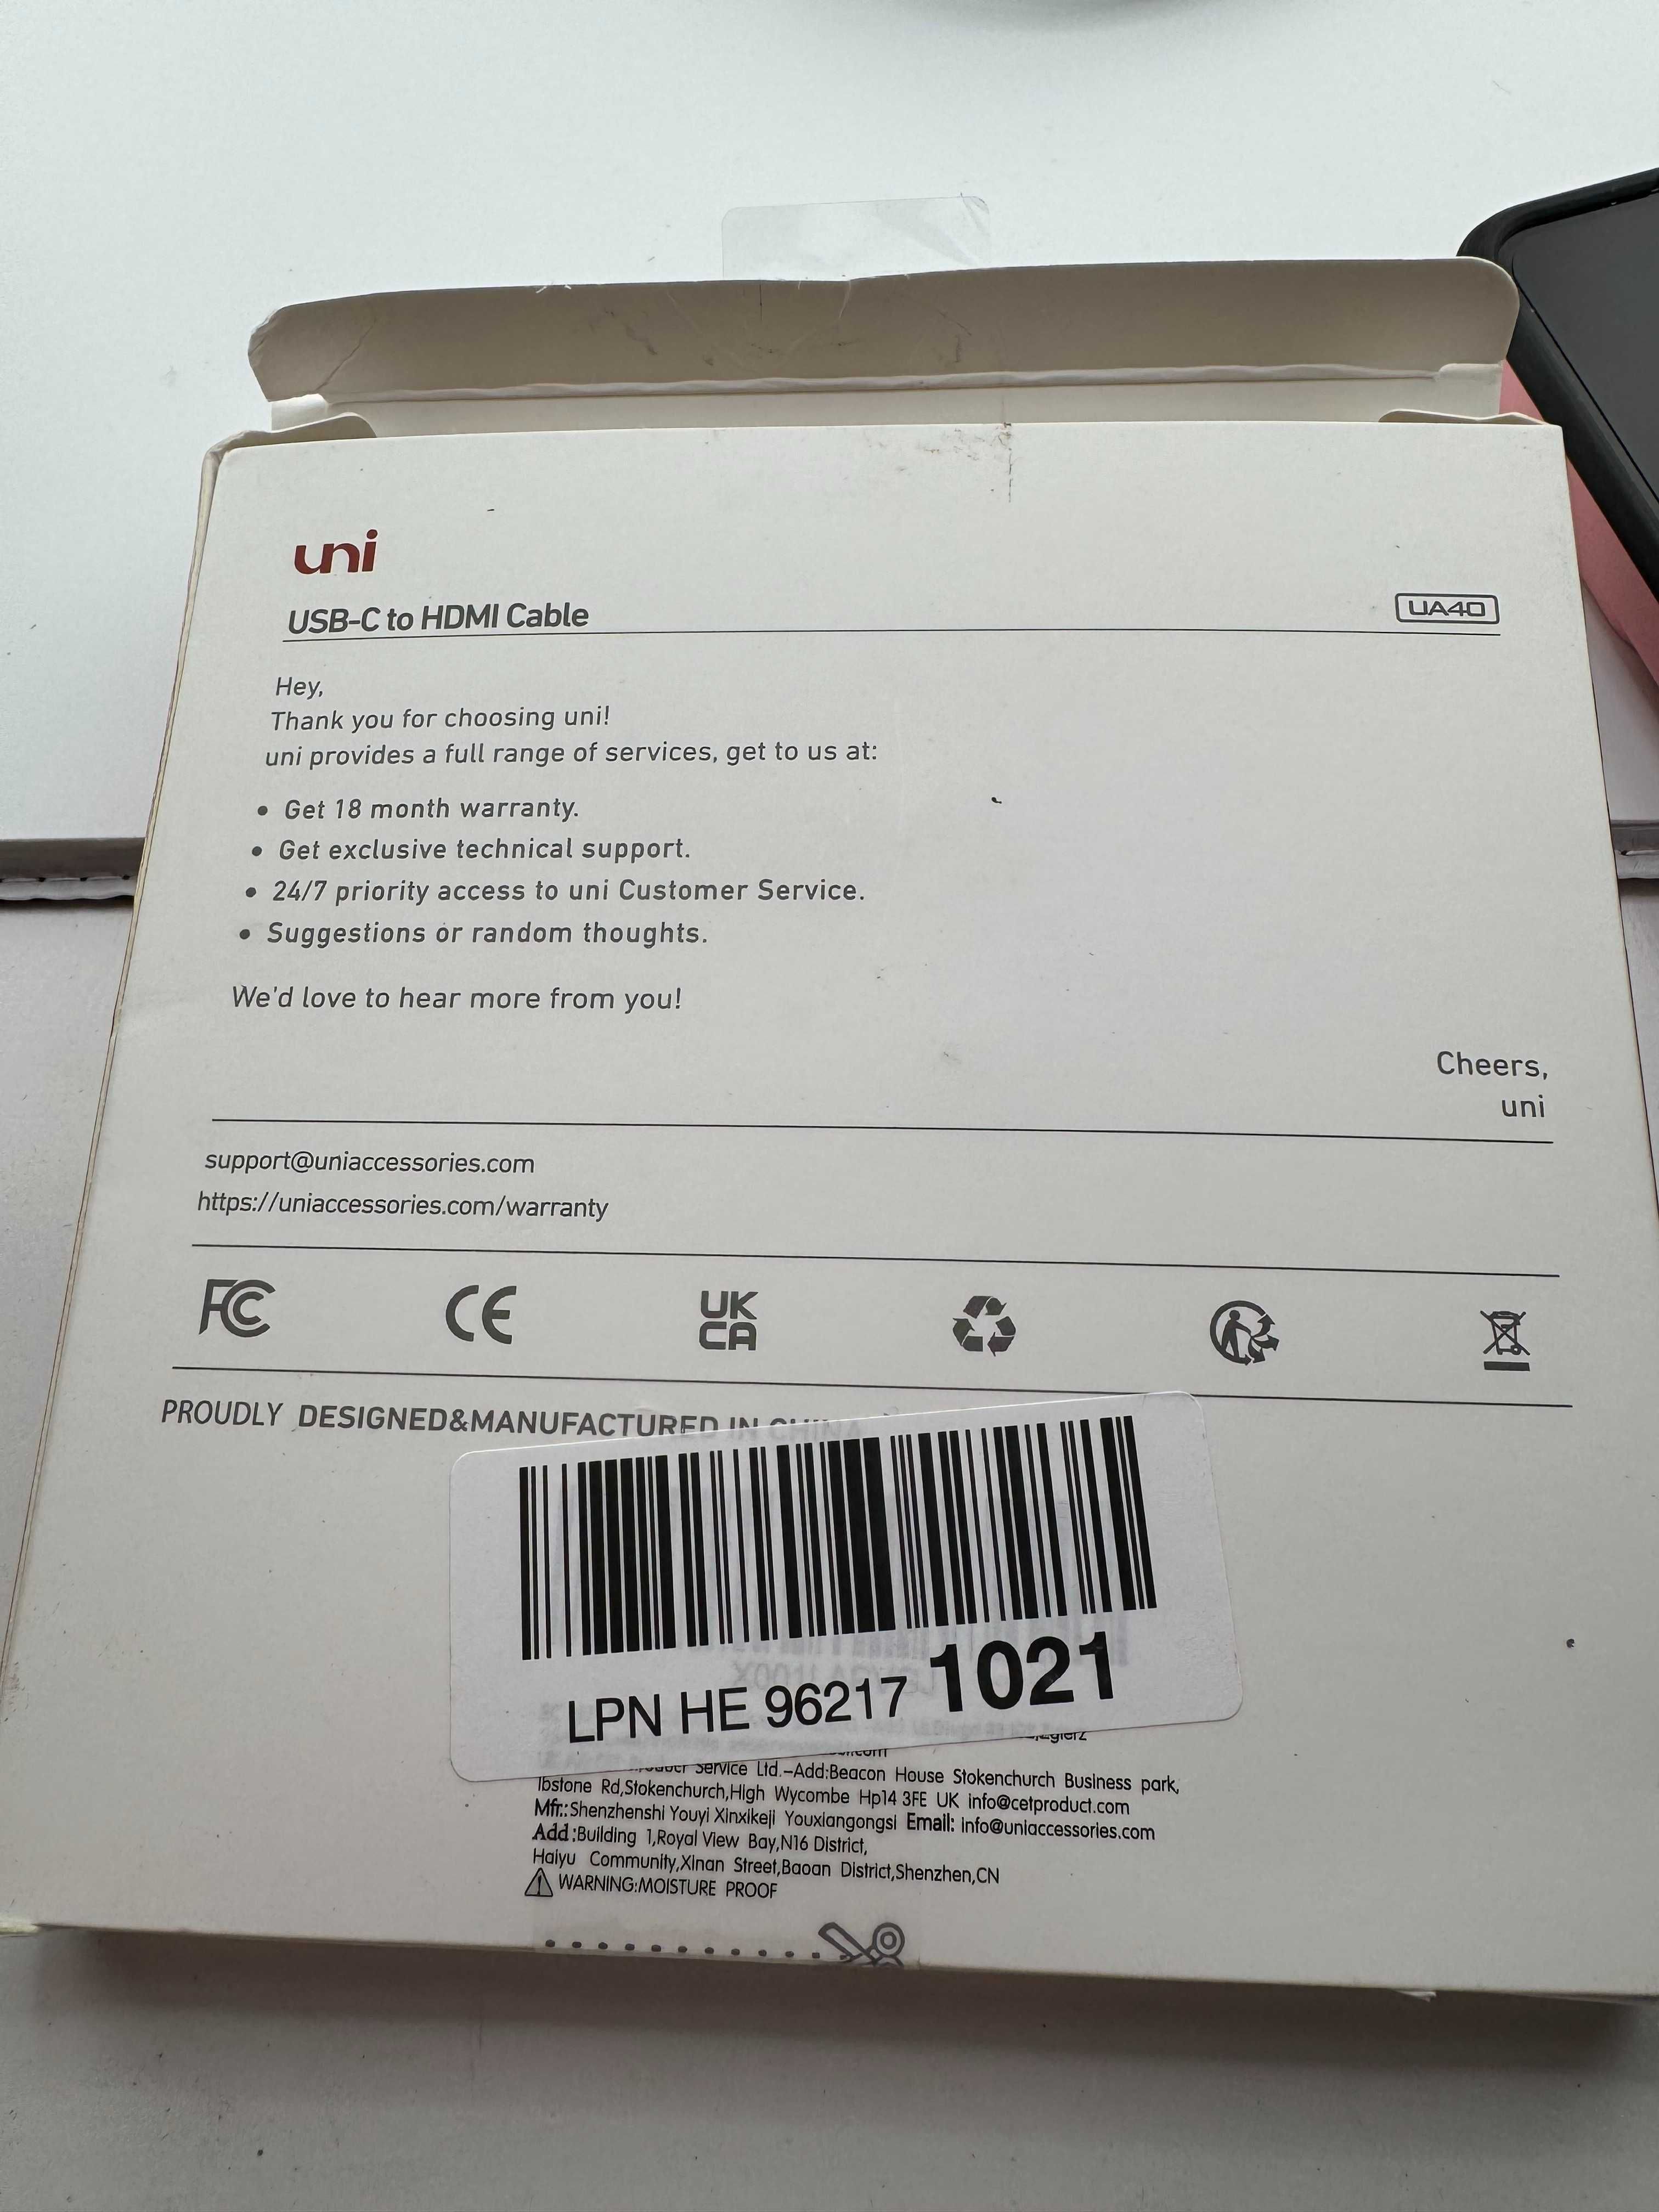 uni
USB-C to HDMI Cable
UA40
Hey,
Thank you for choosing uni!
uni provides a full range of services, get to us at:
• Get 18 month warranty.
• Get exclusive technical support.
• 24/7 priority access to uni Customer Service.
• Suggestions or random thoughts.
We'd love to hear more from you!
Cheers,
uni
support@uniaccessories.com
https://uniaccessories.com/warranty
FC
CE
UK
CA
PROUDLY DESIGNED&MANUFACTURED IN CHINA
LPN HE 96217 1021
Service Ltd.-Add:Beacon House Stokenchurch Business park,
Ibstone Rd,Stokenchurch,High Wycombe Hp14 3FE UK info@cetproduct.com
Mfr.:Shenzhenshi Youyi Xinxikeji Youxiangongsi Email: info@uniaccessories.com
Add:Building 1,Royal View Bay,N16 District,
Haiyu Community,Xinan Street,Baoan District,Shenzhen,CN
WARNING:MOISTURE PROOF